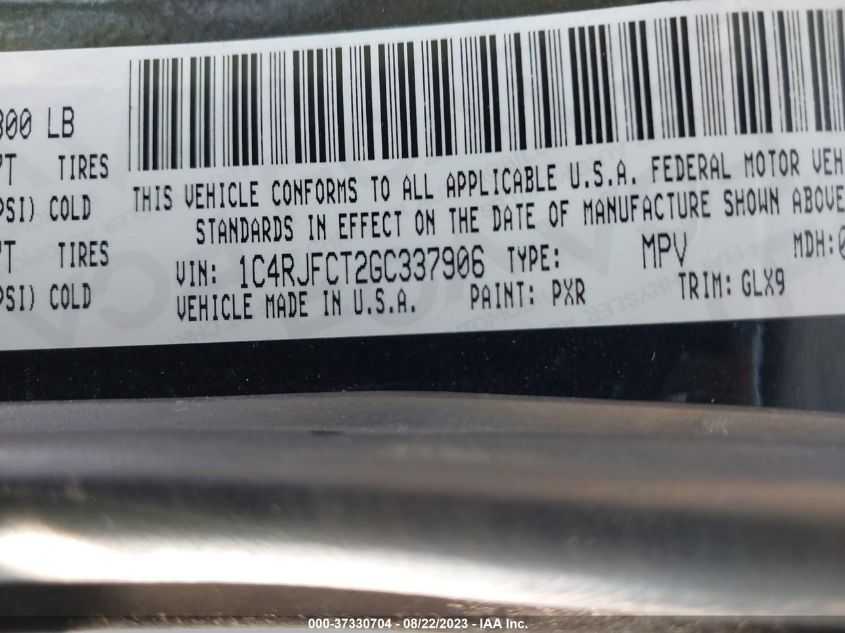 300 LB
TIRES
PSI) COLD
TIRES
PSI) COLD
THIS VEHICLE CONFORMS TO ALL APPLICABLE U.S.A. FEDERAL MOTOR VEH
STANDARDS IN EFFECT ON THE DATE OF MANUFACTURE SHOWN ABOVE
VIN: 1C4RJFCT2GC337906 TYPE: MPV MDH:0
VEHICLE MADE IN U.S.A. PAINT: PXR TRIM: GLX9
000-37330704 - 08/22/2023 - IAA Inc.